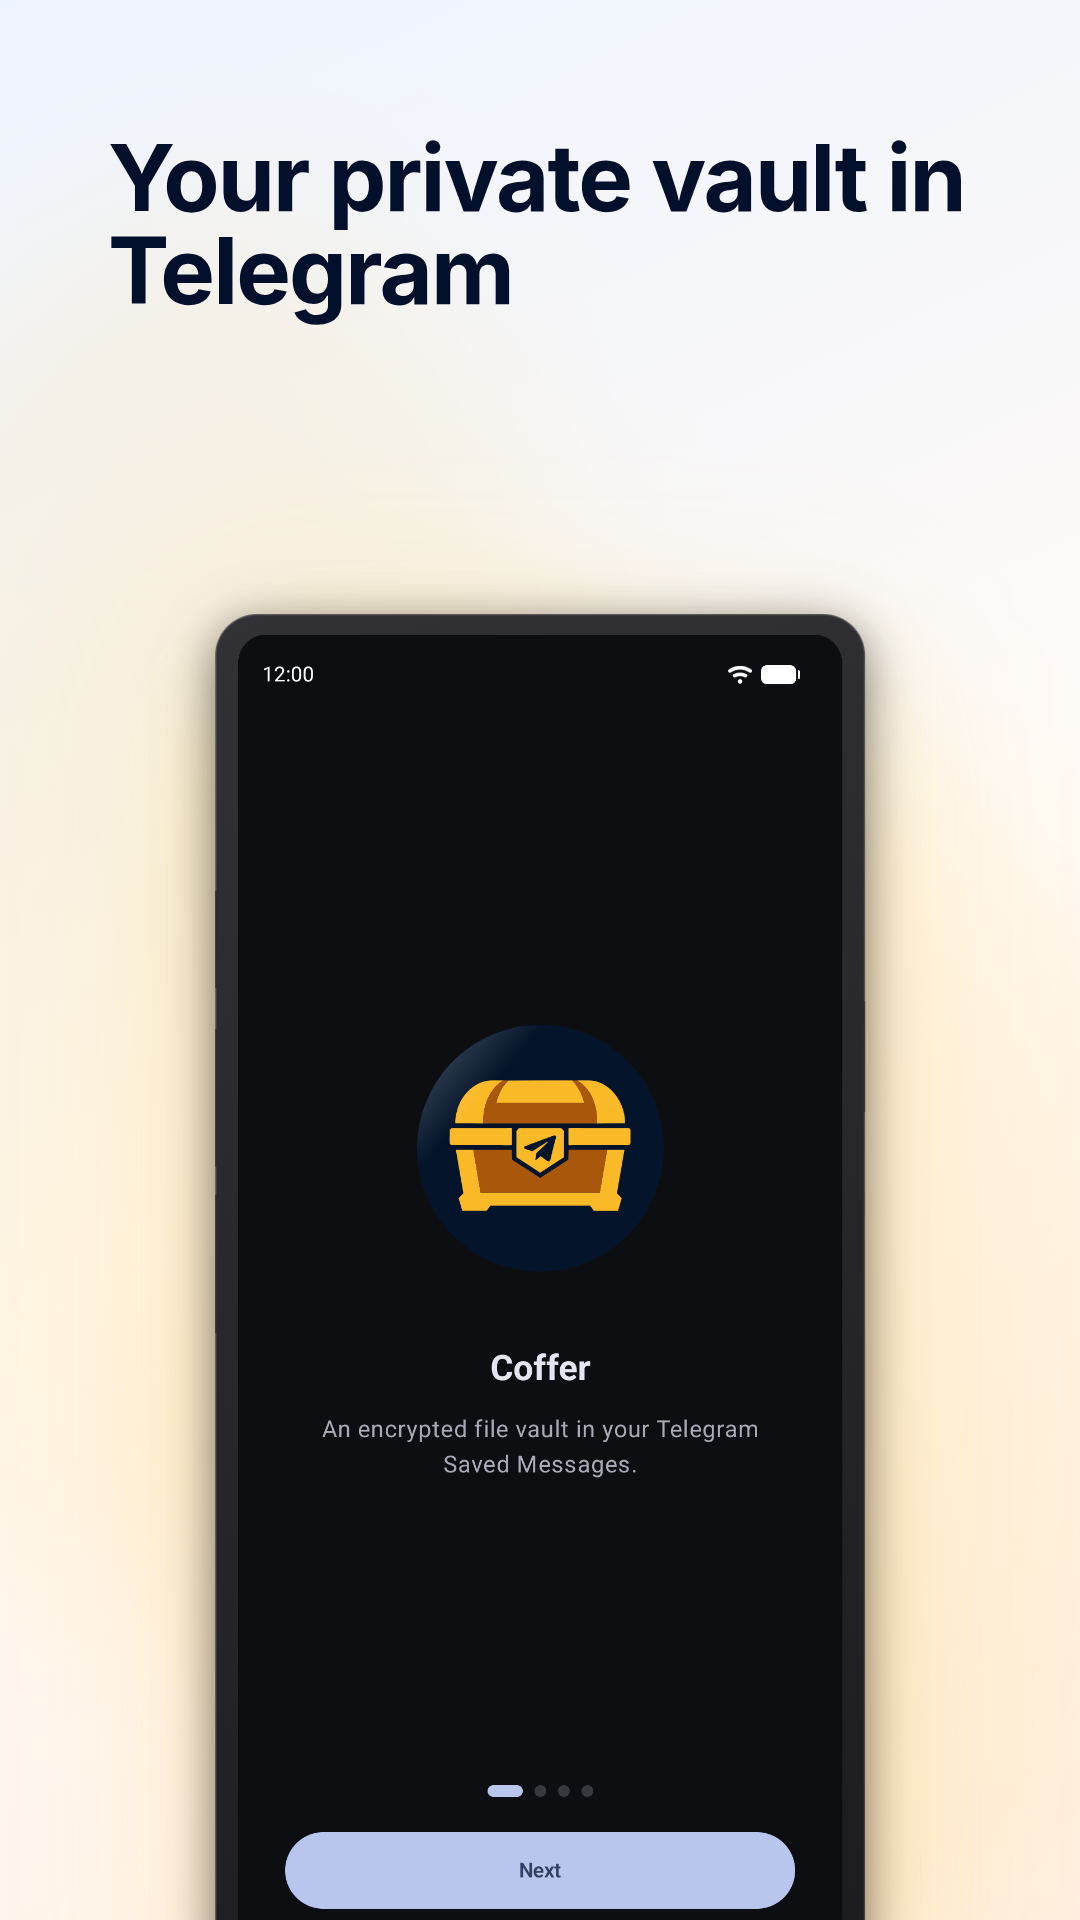 Your private vault in
Telegram
12:00
Coffer
An encrypted file vault in your Telegram
Saved Messages.
Next